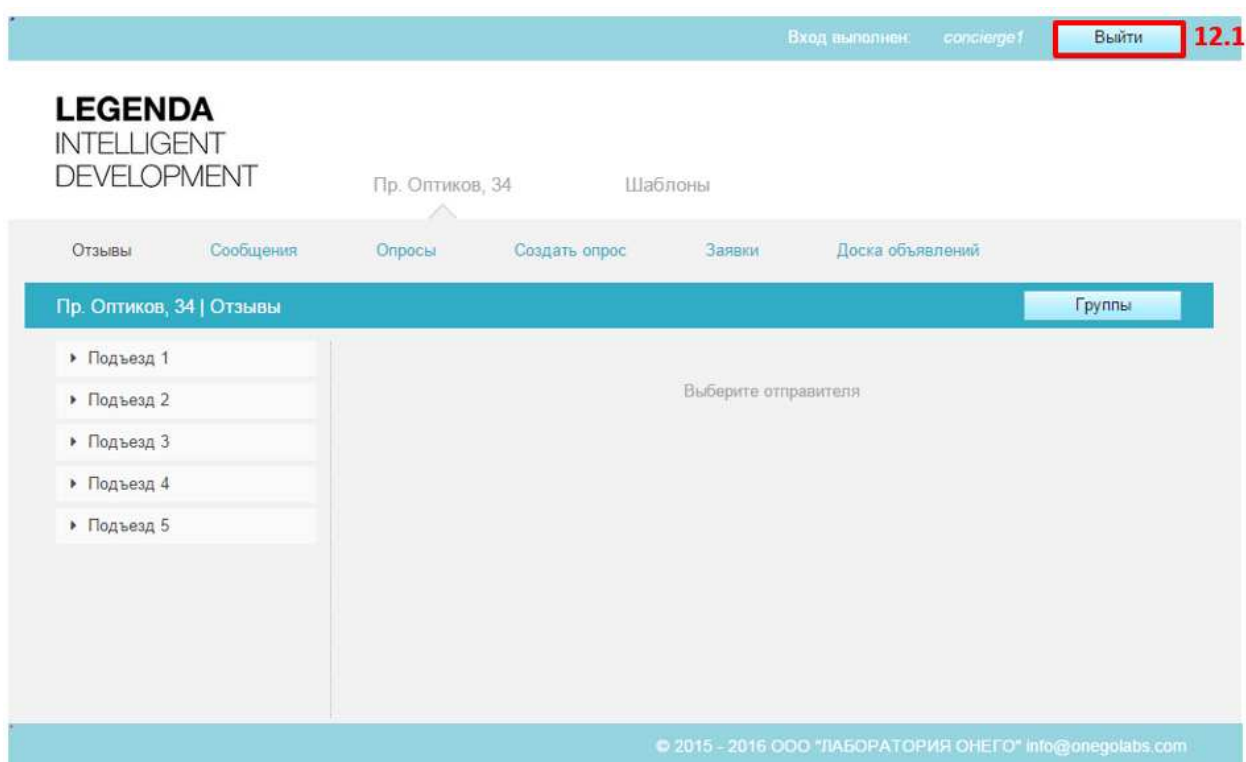 Вход выполнен: concierge1 Выйти 12.1
LEGENDA
INTELLIGENT
DEVELOPMENT
Пр. Оптиков, 34 Шаблоны
Отзывы Сообщения Опросы Создать опрос Заявки Доска объявлений
Пр. Оптиков, 34 | Отзывы Группы
Подъезд 1
Выберите отправителя
Подъезд 2
Подъезд 3
Подъезд 4
Подъезд 5
© 2015 - 2016 ООО "ЛАБОРАТОРИЯ ОНЕГО" info@onegolabs.com